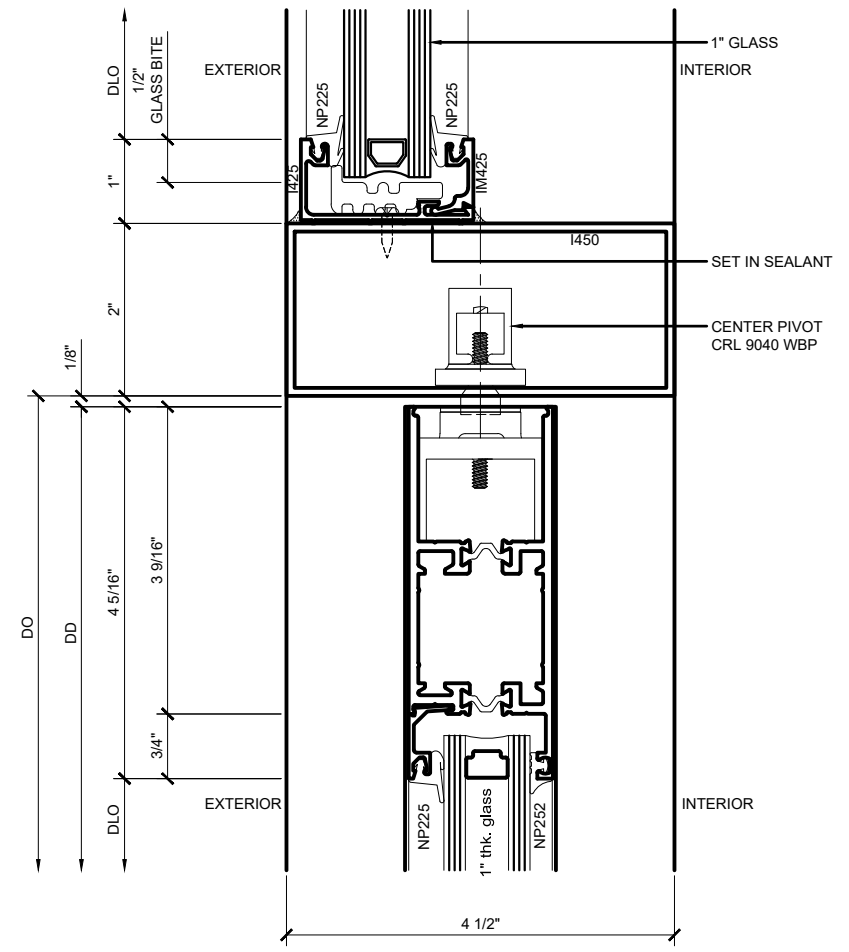 1" GLASS
EXTERIOR
INTERIOR
DLO
1/2"
GLASS BITE
NP225
NP225
I425
IM425
1"
I450
SET IN SEALANT
2"
CENTER PIVOT
CRL 9040 WBP
1/8"
3 9/16"
4 5/16"
DO
DD
3/4"
EXTERIOR
INTERIOR
DLO
NP225
1" thk. glass
NP252
4 1/2"